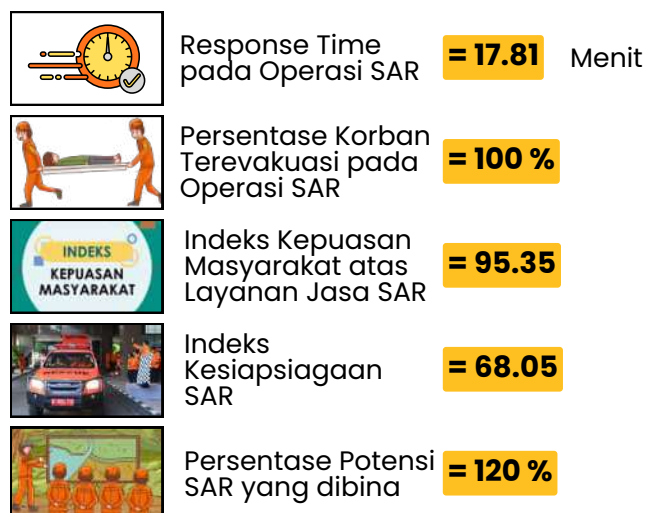 Response Time
pada Operasi SAR
= 17.81 Menit
Persentase Korban
Terevakuasi pada
Operasi SAR
= 100 %
INDEKS
KEPUASAN
MASYARAKAT
Indeks Kepuasan
Masyarakat atas
Layanan Jasa SAR
= 95.35
RESCUE
Indeks
Kesiapsiagaan
SAR
= 68.05
Persentase Potensi
SAR yang dibina
= 120 %